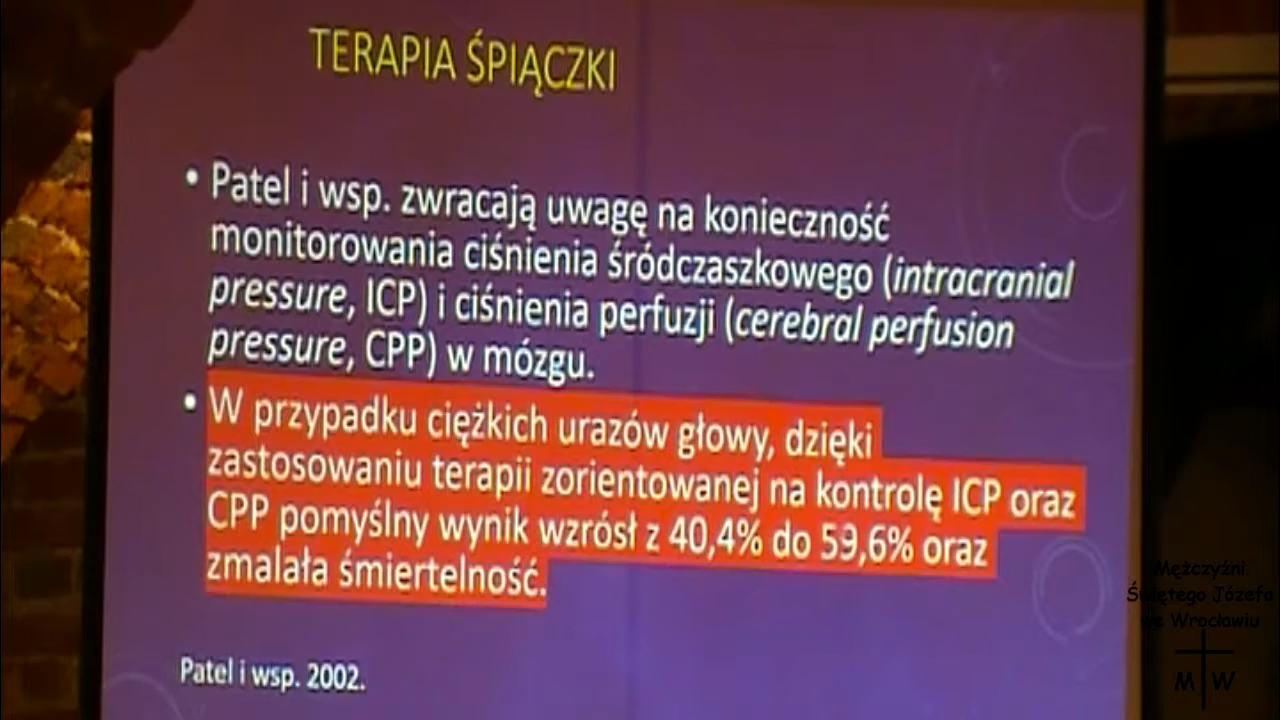 TERAPIA ŚPIĄCZKI
• Patel i wsp. zwracają uwagę na konieczność
monitorowania ciśnienia śródczaszkowego (intracranial
pressure, ICP) i ciśnienia perfuzji (cerebral perfusion
pressure, CPP) w mózgu.
• W przypadku ciężkich urazów głowy, dzięki
zastosowaniu terapii zorientowanej na kontrolę ICP oraz
CPP pomyślny wynik wzrósł z 40,4% do 59,6% oraz
zmalała śmiertelność.
Patel i wsp. 2002.
Mężczyźni
Świętego Józefa
we Wrocławiu
M W